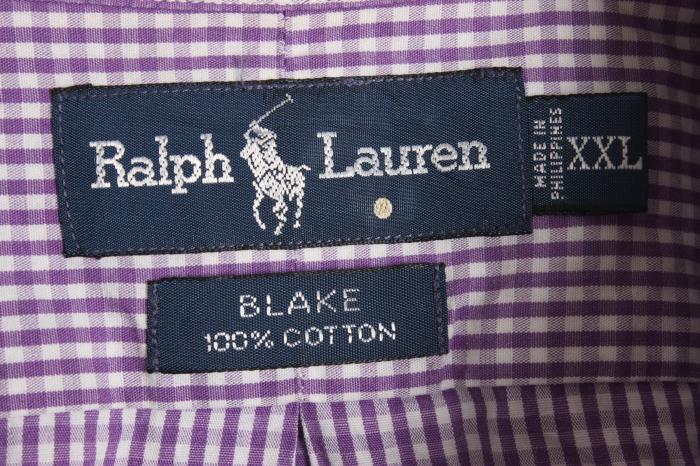 Ralph Lauren
MADE IN
PHILIPPINES
XXL
BLAKE
100% COTTON